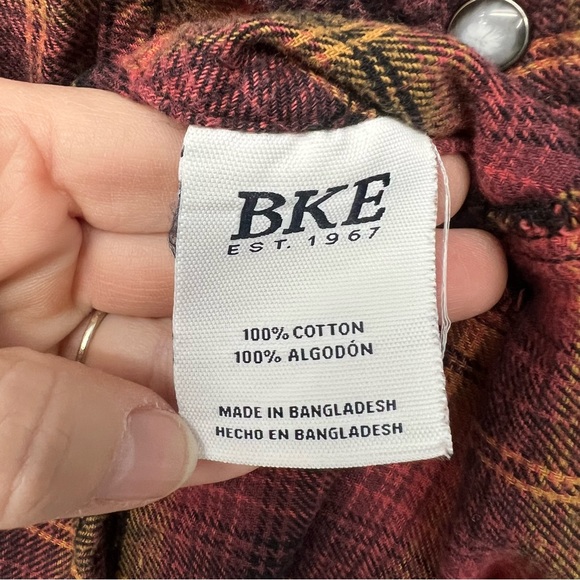 BKE
EST. 1967
100% COTTON
100% ALGODÓN
MADE IN BANGLADESH
HECHO EN BANGLADESH